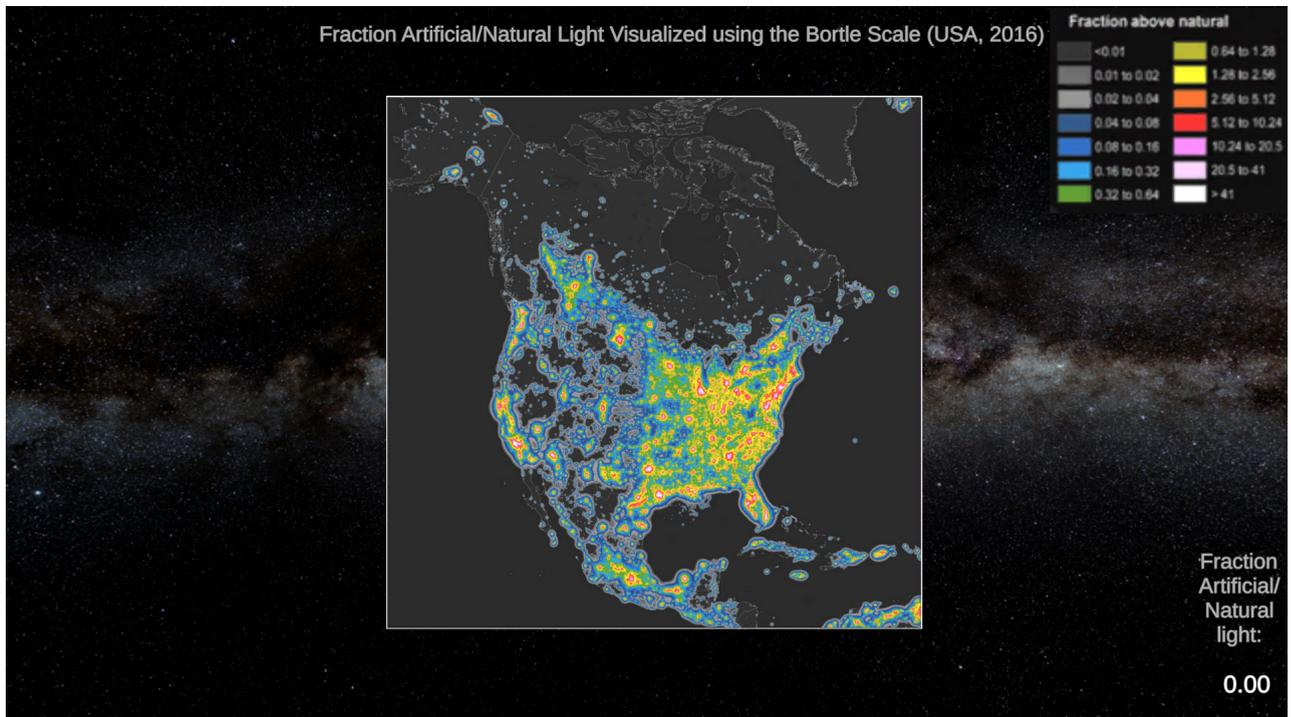 Fraction Artificial/Natural Light Visualized using the Bortle Scale (USA, 2016)
Fraction above natural
<0.01
0.01 to 0.02
0.02 to 0.04
0.04 to 0.08
0.08 to 0.16
0.16 to 0.32
0.32 to 0.64
0.64 to 1.28
1.28 to 2.56
2.56 to 5.12
5.12 to 10.24
10.24 to 20.5
20.5 to 41
>41
Fraction
Artificial/
Natural
light:
0.00